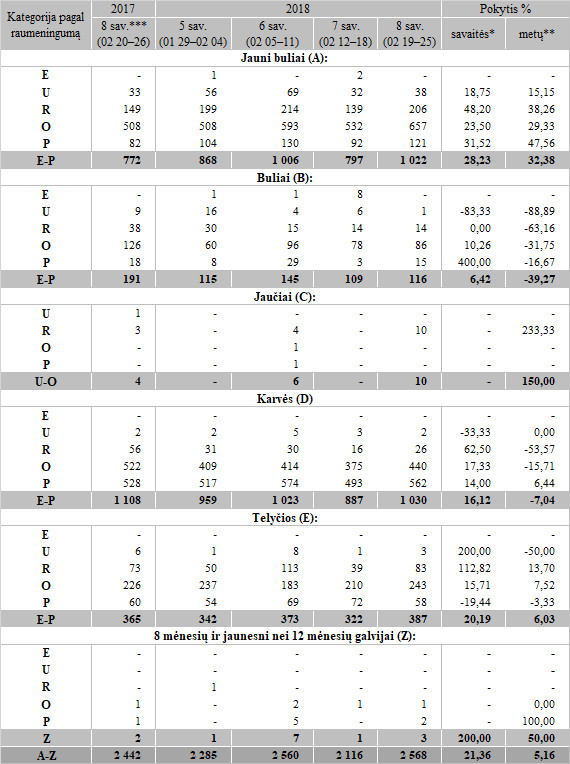 Kategorija pagal raumeningumą 2017 2018 Pokytis %
8 sav.*** (02 20–26) 5 sav. (01 29–02 04) 6 sav. (02 05–11) 7 sav. (02 12–18) 8 sav. (02 19–25) savaitės* metų**
Jauni buliai (A):
E - 1 - 2 - - -
U 33 56 69 32 38 18,75 15,15
R 149 199 214 139 206 48,20 38,26
O 508 508 593 532 657 23,50 29,33
P 82 104 130 92 121 31,52 47,56
E-P 772 868 1 006 797 1 022 28,23 32,38
Buliai (B):
E - 1 1 8 - - -
U 9 16 4 6 1 -83,33 -88,89
R 38 30 15 14 14 0,00 -63,16
O 126 60 96 78 86 10,26 -31,75
P 18 8 29 3 15 400,00 -16,67
E-P 191 115 145 109 116 6,42 -39,27
Jaučiai (C):
U 1 - - - - - -
R 3 - 4 - 10 - 233,33
O - - 1 - - - -
P - - 1 - - - -
U-O 4 - 6 - 10 - 150,00
Karvės (D)
E - - - - - - -
U 2 2 5 3 2 -33,33 0,00
R 56 31 30 16 26 62,50 -53,57
O 522 409 414 375 440 17,33 -15,71
P 528 517 574 493 562 14,00 6,44
E-P 1 108 959 1 023 887 1 030 16,12 -7,04
Telyčios (E):
E - - - - - - -
U 6 1 8 1 3 200,00 -50,00
R 73 50 113 39 83 112,82 13,70
O 226 237 183 210 243 15,71 7,52
P 60 54 69 72 58 -19,44 -3,33
E-P 365 342 373 322 387 20,19 6,03
8 mėnesių ir jaunesni nei 12 mėnesių galvijai (Z):
E - - - - - - -
U - - - - - - -
R - 1 - - - - -
O 1 - 2 1 1 - 0,00
P 1 - 5 - 2 - 100,00
Z 2 1 7 1 3 200,00 50,00
A-Z 2 442 2 285 2 560 2 116 2 568 21,36 5,16